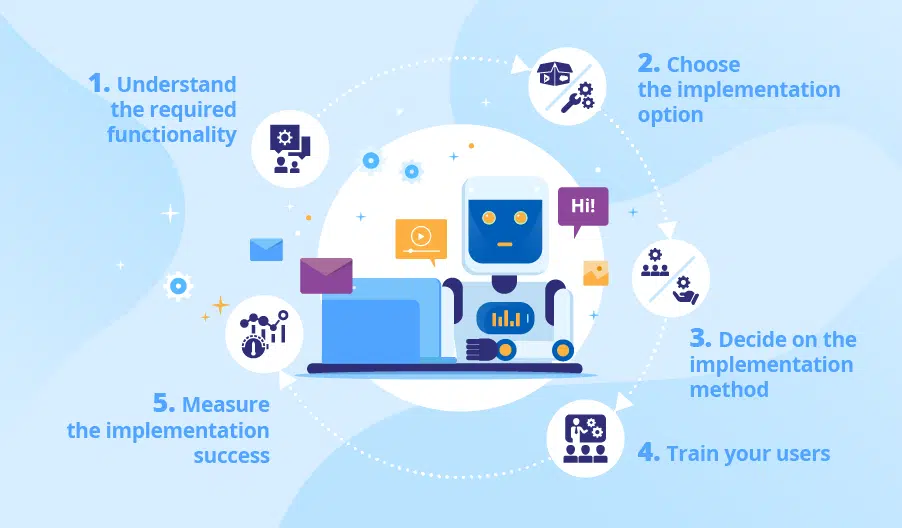 1. Understand
the required
functionality
2. Choose
the implementation
option
Hi!
3. Decide on the
implementation
method
4. Train your users
5. Measure
the implementation
success